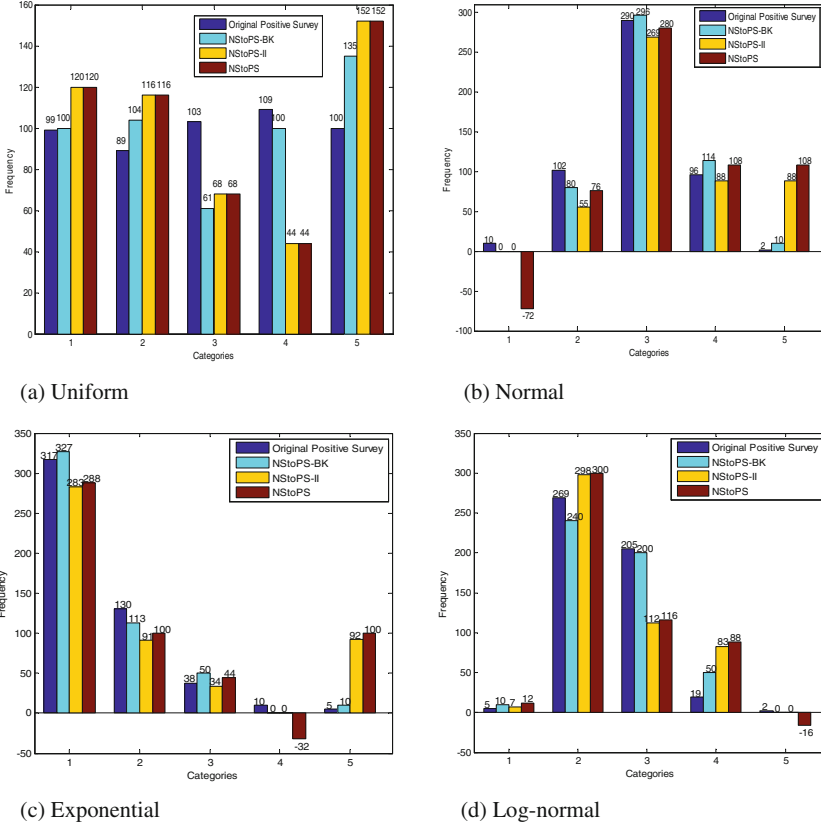 160
140
120
100
80
60
40
20
0
Frequency
Original Positive Survey
NStoPS-BK
NStoPS-II
NStoPS
99 100 120 120
89 104 116 116
103 61 68 68
109 100 44 44
100 135 152 152
1 2 3 4 5
Categories
(a) Uniform
300
250
200
150
100
50
0
-50
-100
Frequency
Original Positive Survey
NStoPS-BK
NStoPS-II
NStoPS
10 0 0 -72
102 80 55 76
290 296 269 280
96 114 88 108
2 10 88 108
1 2 3 4 5
Categories
(b) Normal
350
300
250
200
150
100
50
0
-50
Frequency
Original Positive Survey
NStoPS-BK
NStoPS-II
NStoPS
317 327 283 288
130 113 91 100
38 50 34 44
10 0 0 -32
5 10 92 100
1 2 3 4 5
Categories
(c) Exponential
350
300
250
200
150
100
50
0
-50
Frequency
Original Positive Survey
NStoPS-BK
NStoPS-II
NStoPS
5 10 7 12
269 240 298 300
205 200 112 116
19 50 83 88
2 0 0 -16
1 2 3 4 5
Categories
(d) Log-normal